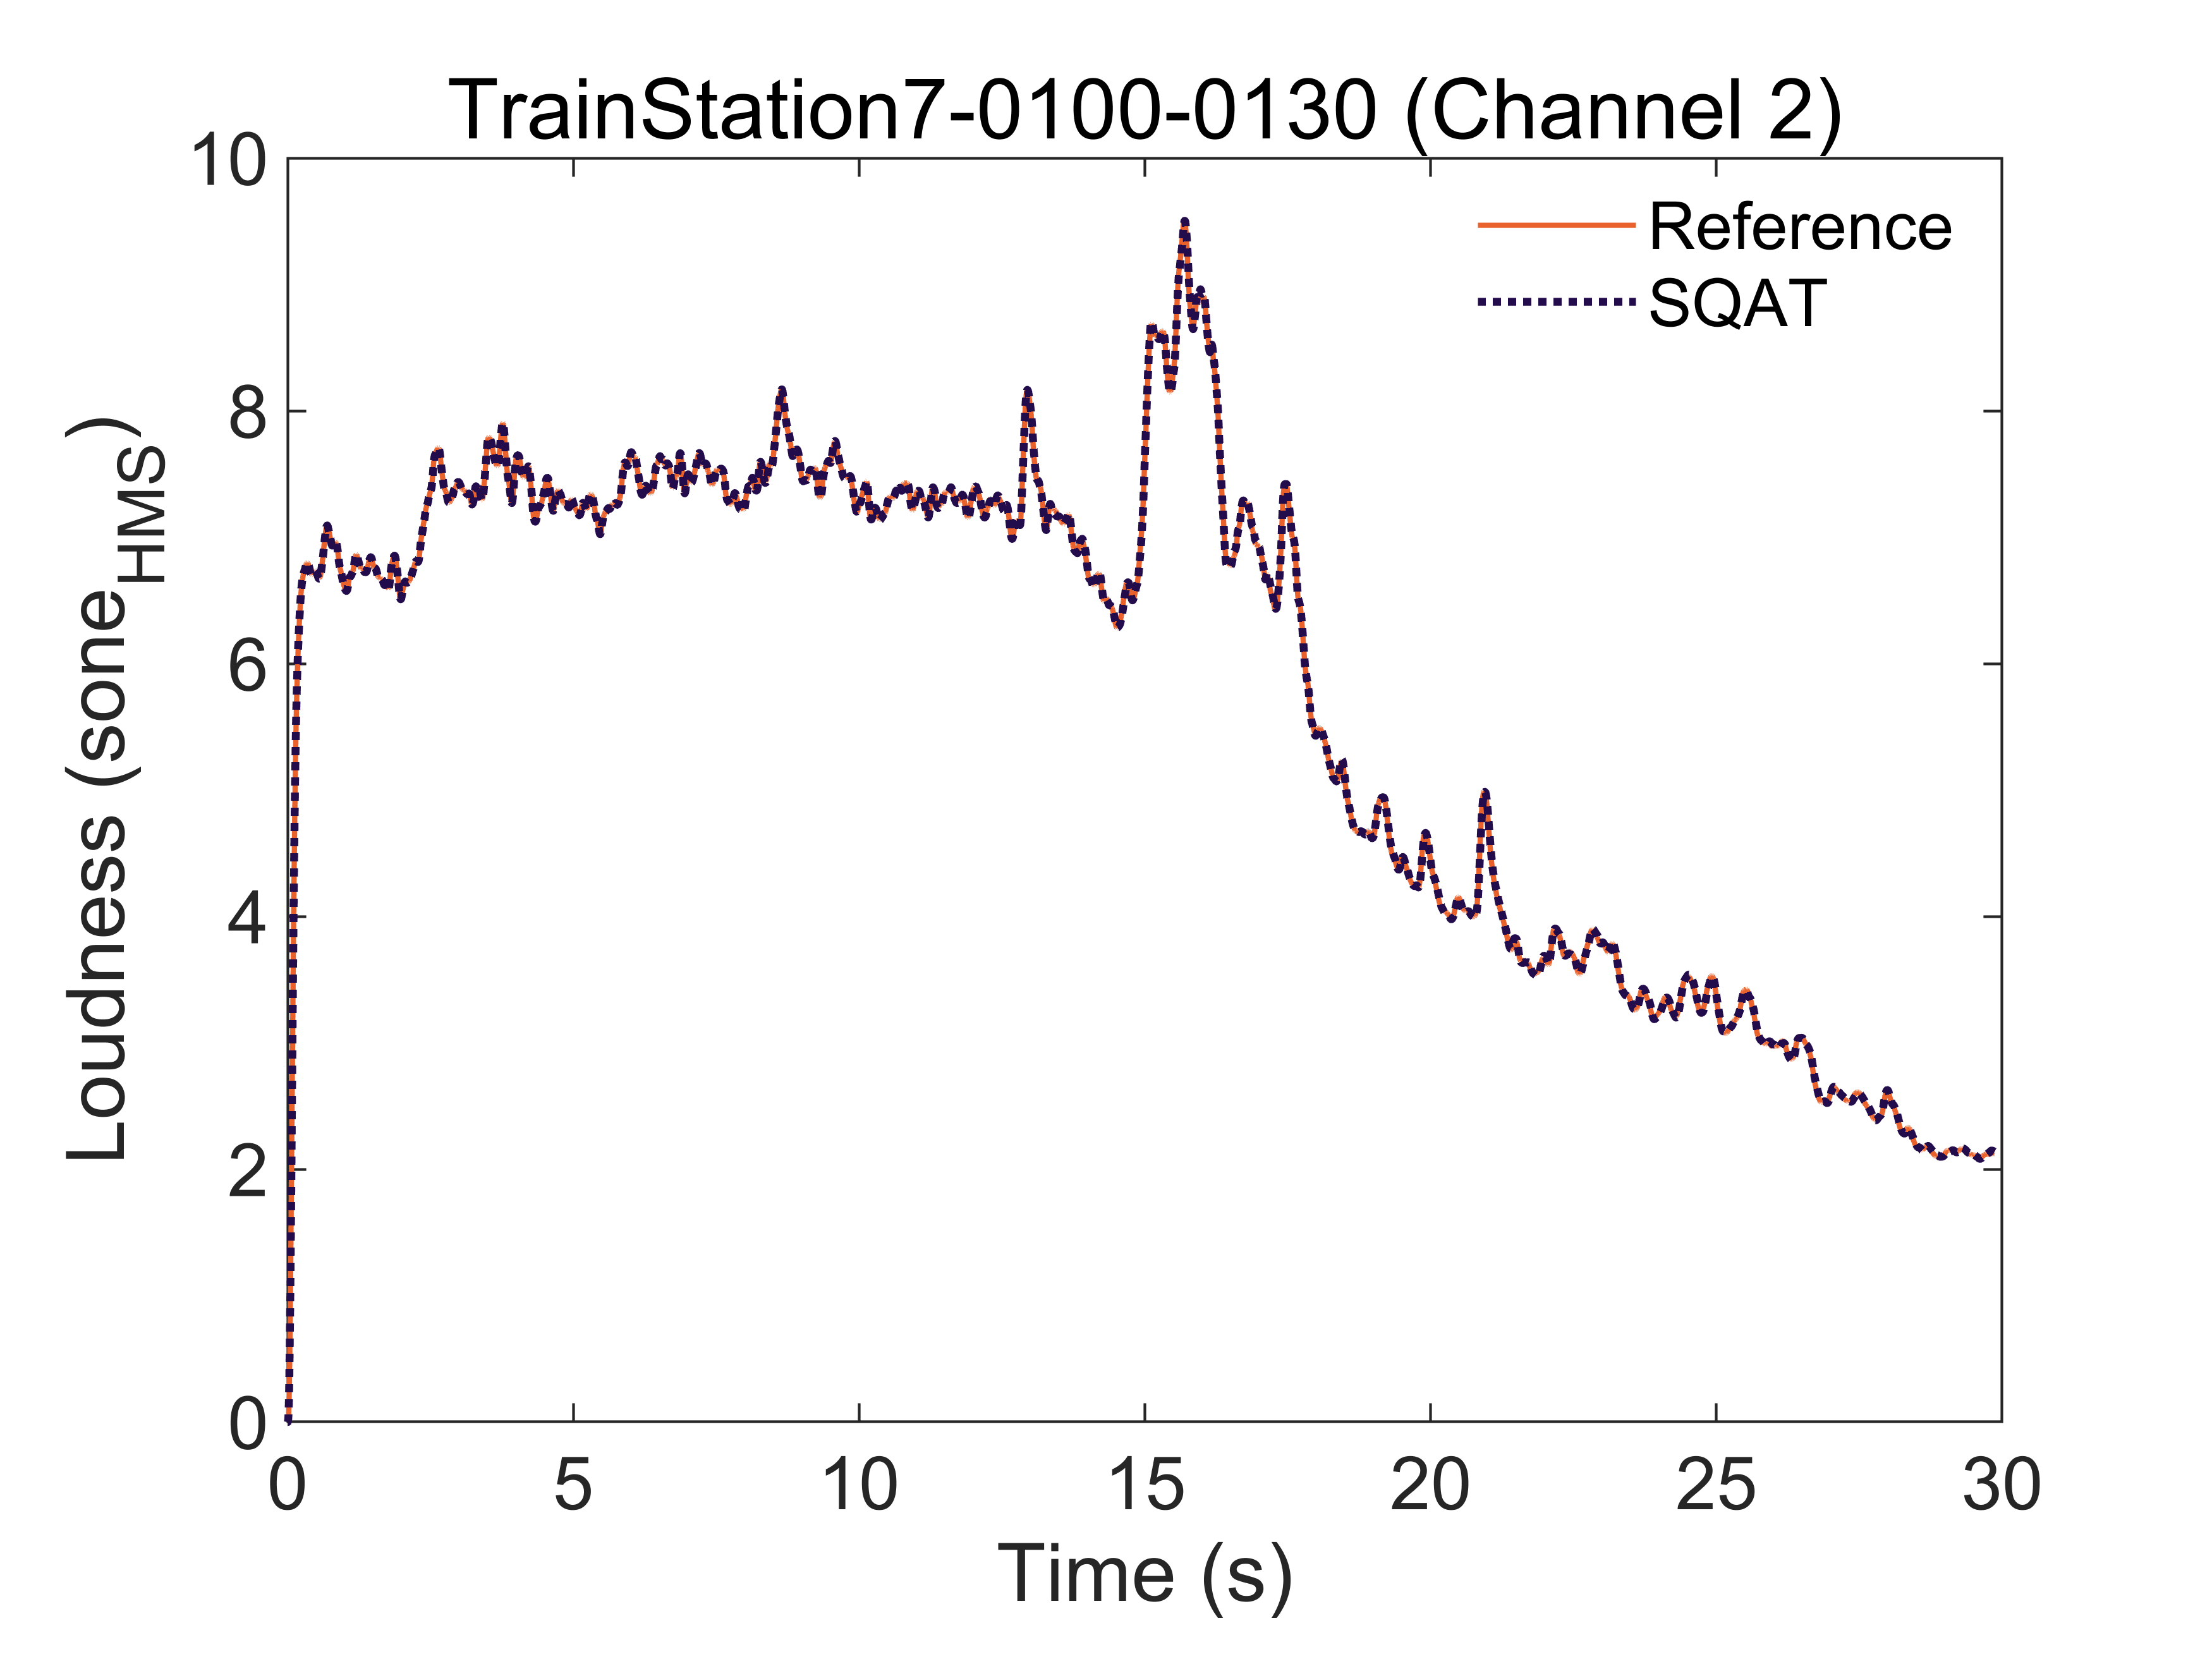 TrainStation7-0100-0130 (Channel 2)
Reference
SQAT
Loudness (sone_HMS)
10
8
6
4
2
0
0 5 10 15 20 25 30
Time (s)